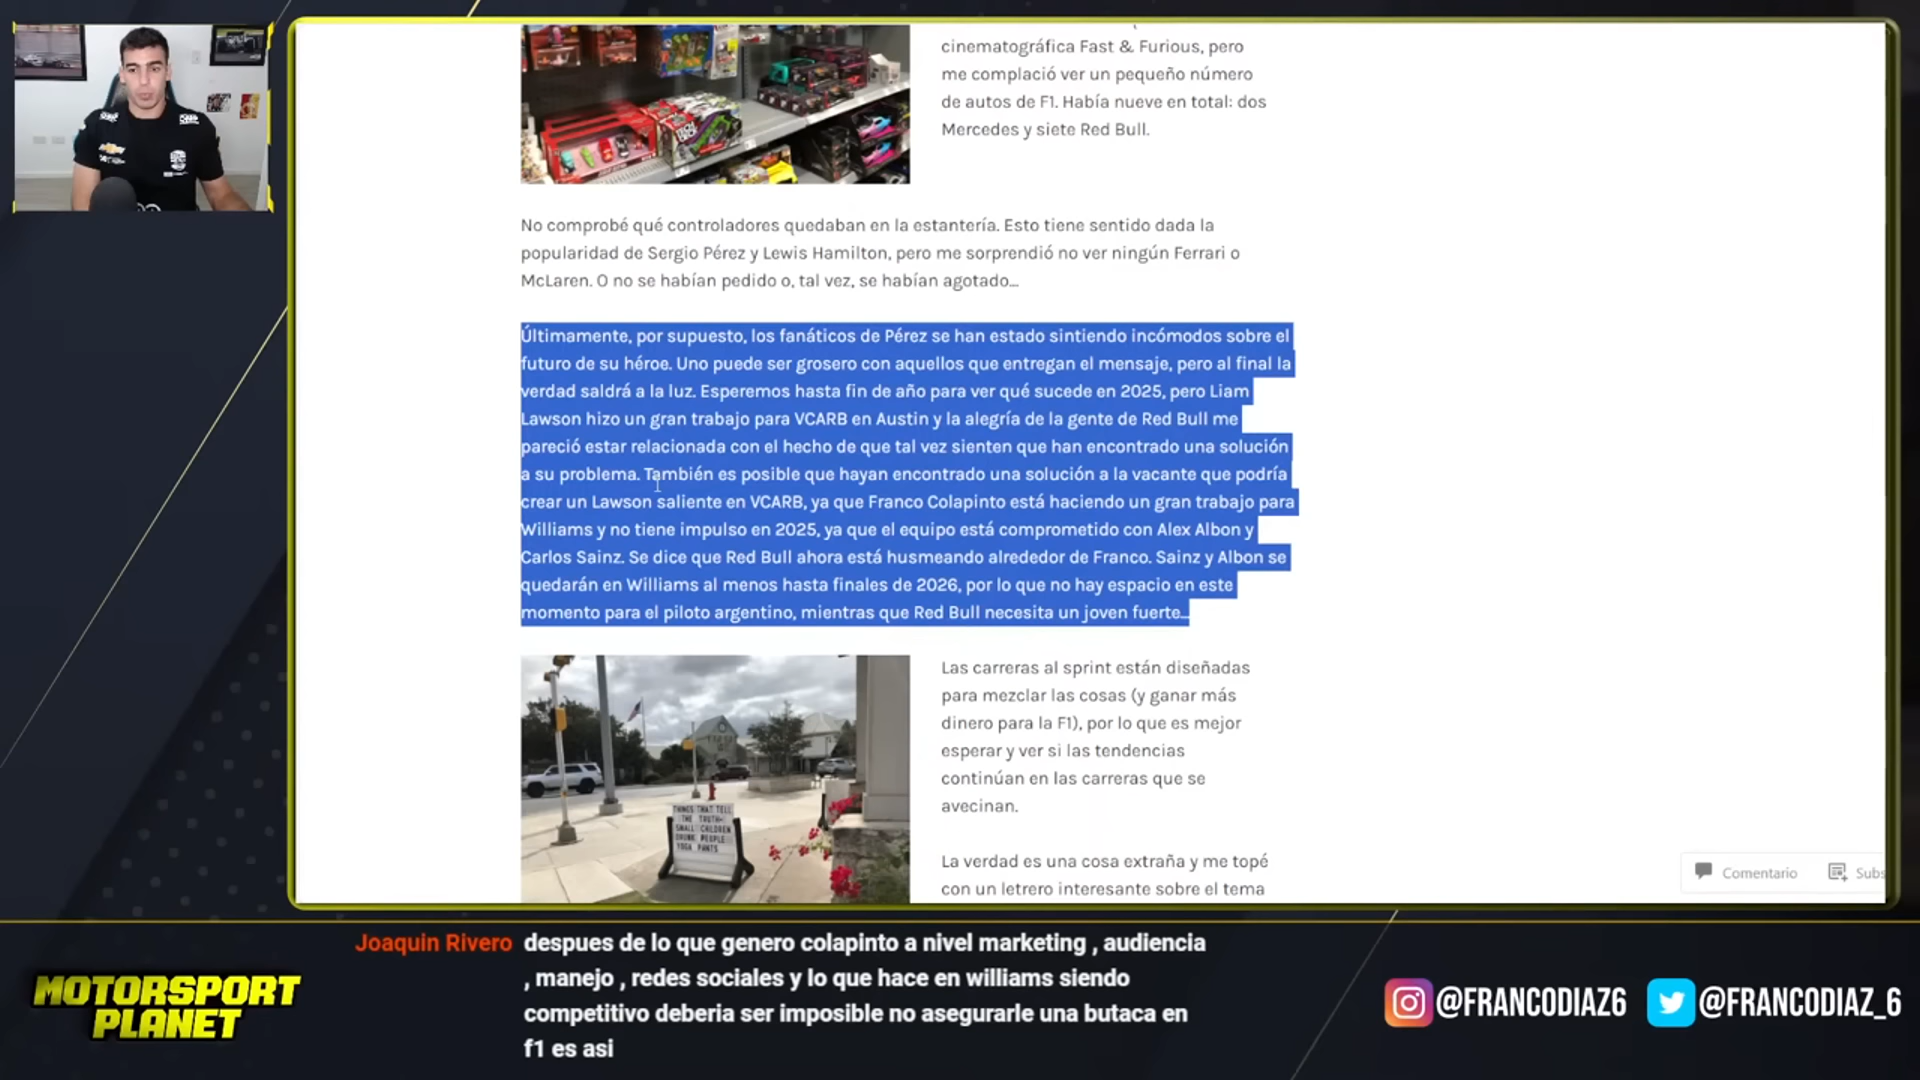 cinematográfica Fast & Furious, pero
me complació ver un pequeño número
de autos de F1. Había nueve en total: dos
Mercedes y siete Red Bull.
No comprobé qué controladores quedaban en la estantería. Esto tiene sentido dada la
popularidad de Sergio Pérez y Lewis Hamilton, pero me sorprendió no ver ningún Ferrari o
McLaren. O no se habían pedido o, tal vez, se habían agotado...
Últimamente, por supuesto, los fanáticos de Pérez se han estado sintiendo incómodos sobre el
futuro de su héroe. Uno puede ser grosero con aquellos que entregan el mensaje, pero al final la
verdad saldrá a la luz. Esperemos hasta fin de año para ver qué sucede en 2025, pero Liam
Lawson hizo un gran trabajo para VCARB en Austin y la alegría de la gente de Red Bull me
pareció estar relacionada con el hecho de que tal vez sienten que han encontrado una solución
a su problema. También es posible que hayan encontrado una solución a la vacante que podría
crear un Lawson saliente en VCARB, ya que Franco Colapinto está haciendo un gran trabajo para
Williams y no tiene impulso en 2025, ya que el equipo está comprometido con Alex Albon y
Carlos Sainz. Se dice que Red Bull ahora está husmeando alrededor de Franco. Sainz y Albon se
quedarán en Williams al menos hasta finales de 2026, por lo que no hay espacio en este
momento para el piloto argentino, mientras que Red Bull necesita un joven fuerte...
THINGS THAT TELL
THE TRUTH-
SMALL CHILDREN
DRUNK PEOPLE
YOGA PANTS
Las carreras al sprint están diseñadas
para mezclar las cosas (y ganar más
dinero para la F1), por lo que es mejor
esperar y ver si las tendencias
continúan en las carreras que se
avecinan.
La verdad es una cosa extraña y me topé
con un letrero interesante sobre el tema
Comentario
Subs
Joaquin Rivero despues de lo que genero colapinto a nivel marketing , audiencia
, manejo , redes sociales y lo que hace en williams siendo
competitivo deberia ser imposible no asegurarle una butaca en
f1 es asi
MOTORSPORT
PLANET
@FRANCODIAZ6
@FRANCODIAZ_6